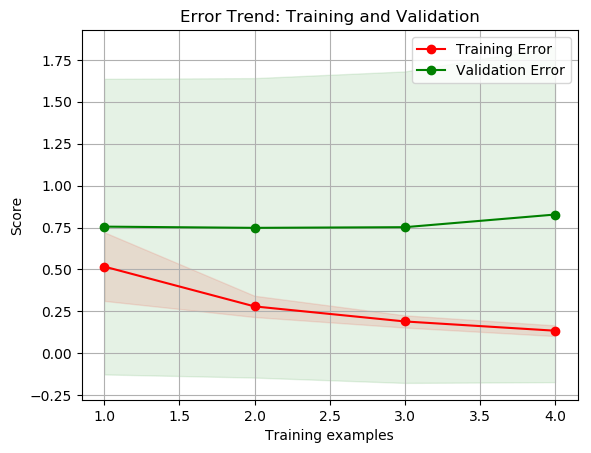 Error Trend: Training and Validation
Training Error
Validation Error
1.75
1.50
1.25
1.00
0.75
0.50
0.25
0.00
−0.25
Score
1.0 1.5 2.0 2.5 3.0 3.5 4.0
Training examples